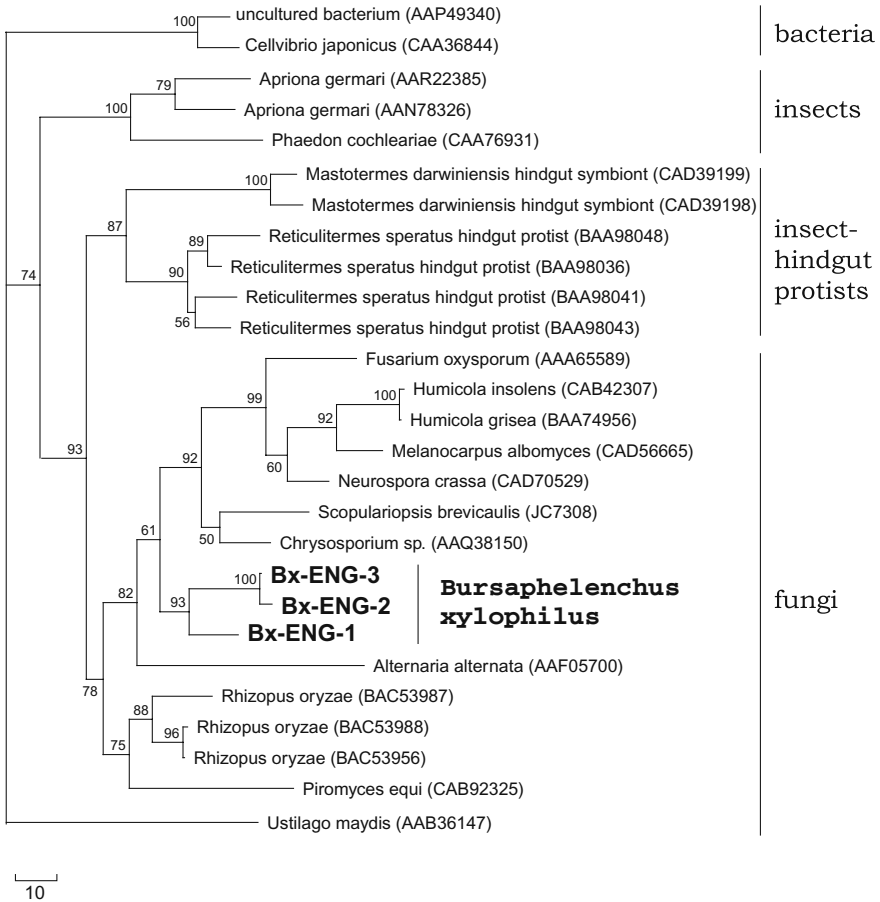 uncultured bacterium (AAP49340)
100
Cellvibrio japonicus (CAA36844)
bacteria
Apriona germari (AAR22385)
79
Apriona germari (AAN78326)
100
Phaedon cochleariae (CAA76931)
insects
Mastotermes darwiniensis hindgut symbiont (CAD39199)
100
Mastotermes darwiniensis hindgut symbiont (CAD39198)
87
Reticulitermes speratus hindgut protist (BAA98048)
89
Reticulitermes speratus hindgut protist (BAA98036)
90
Reticulitermes speratus hindgut protist (BAA98041)
56
Reticulitermes speratus hindgut protist (BAA98043)
insect-
hindgut
protists
74
Fusarium oxysporum (AAA65589)
Humicola insolens (CAB42307)
100
Humicola grisea (BAA74956)
99
92
Melanocarpus albomyces (CAD56665)
60
Neurospora crassa (CAD70529)
93
92
Scopulariopsis brevicaulis (JC7308)
50
Chrysosporium sp. (AAQ38150)
61
Bx-ENG-3
100
Bx-ENG-2
93
Bx-ENG-1
Bursaphelenchus
xylophilus
82
fungi
Alternaria alternata (AAF05700)
78
Rhizopus oryzae (BAC53987)
88
Rhizopus oryzae (BAC53988)
96
Rhizopus oryzae (BAC53956)
75
Piromyces equi (CAB92325)
Ustilago maydis (AAB36147)
10